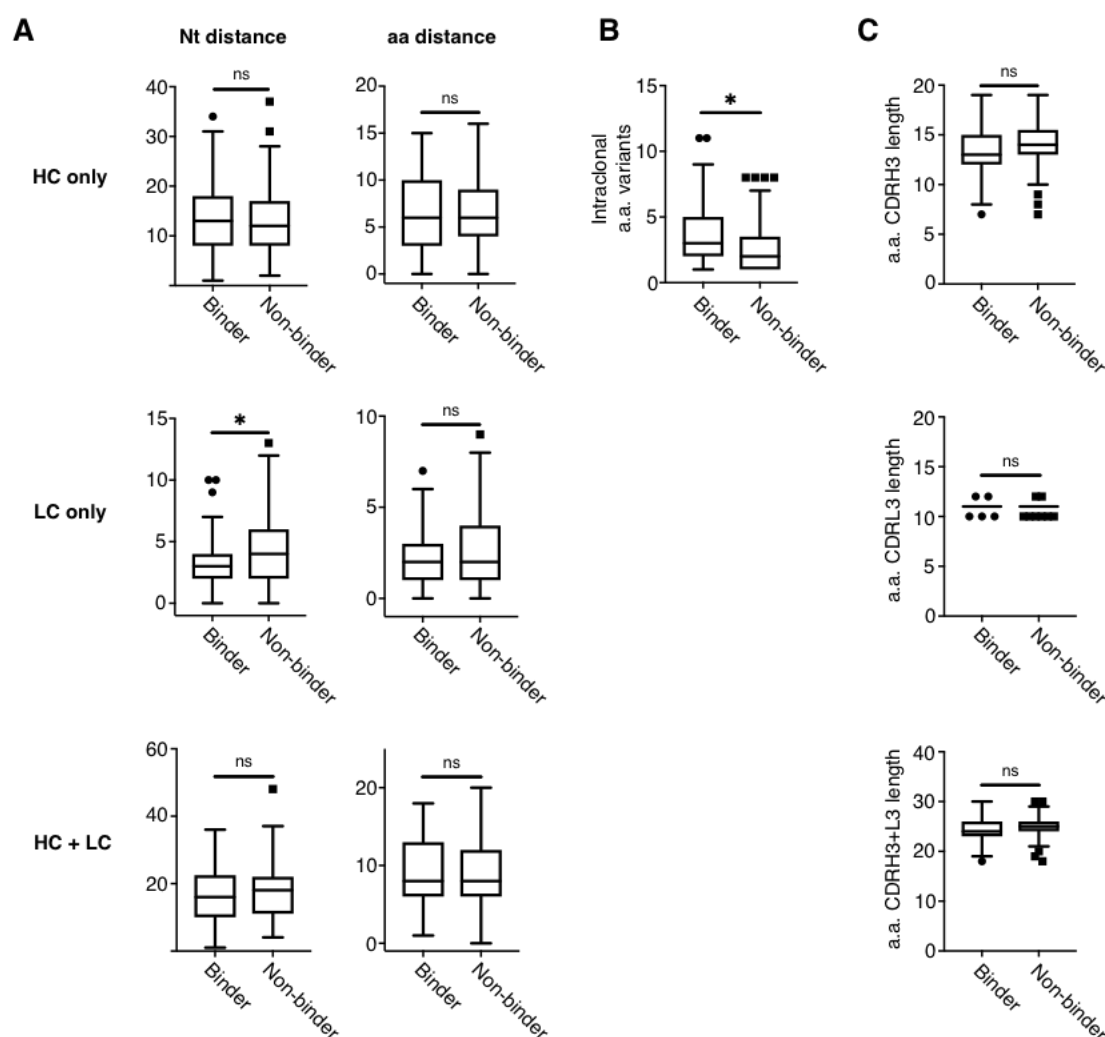 A
B
C
Nt distance
aa distance
HC only
40
30
20
10
ns
Binder
Non-binder
20
15
10
5
0
ns
Binder
Non-binder
Intraclonal
a.a. variants
15
10
5
0
*
Binder
Non-binder
a.a. CDRH3 length
20
15
10
5
0
ns
Binder
Non-binder
LC only
15
10
5
0
*
Binder
Non-binder
10
5
0
ns
Binder
Non-binder
a.a. CDRL3 length
20
15
10
5
0
ns
Binder
Non-binder
HC + LC
60
40
20
ns
Binder
Non-binder
20
10
0
ns
Binder
Non-binder
a.a. CDRH3+L3 length
40
30
20
10
0
ns
Binder
Non-binder